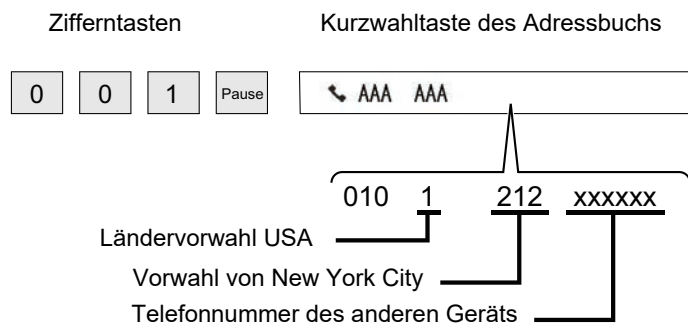 Zifferntasten Kurzwahltaste des Adressbuchs
0 0 1 Pause AAA AAA
010 1 212 xxxxxx
Ländervorwahl USA
Vorwahl von New York City
Telefonnummer des anderen Geräts